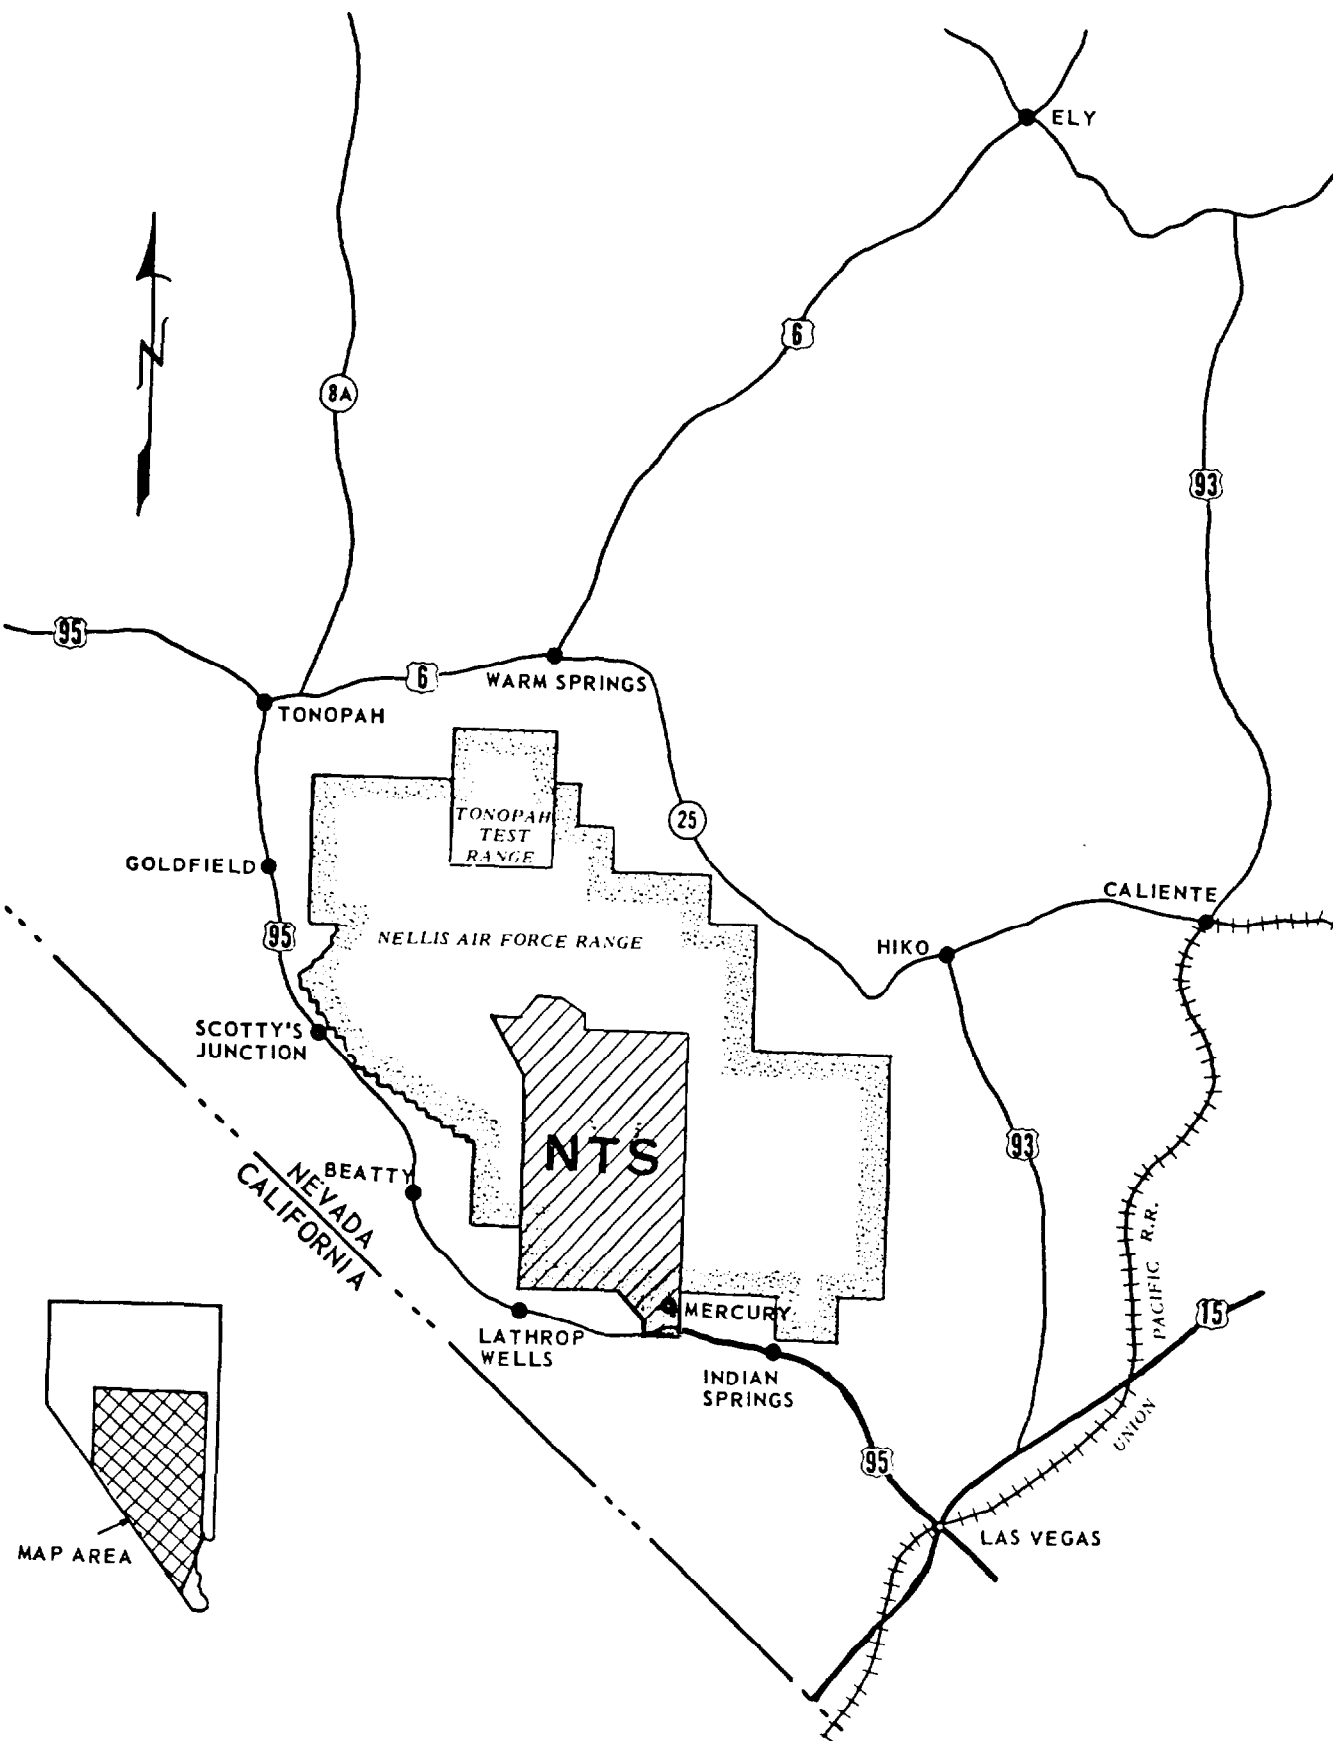 ELY
6
N
8A
93
95
6
WARM SPRINGS
TONOPAH
TONOPAH
TEST
RANGE
25
GOLDFIELD
CALIENTE
95
NELLIS AIR FORCE RANGE
HIKO
SCOTTY'S
JUNCTION
NTS
93
BEATTY
NEVADA
CALIFORNIA
UNION PACIFIC R.R.
MERCURY
15
LATHROP
WELLS
INDIAN
SPRINGS
95
LAS VEGAS
MAP AREA